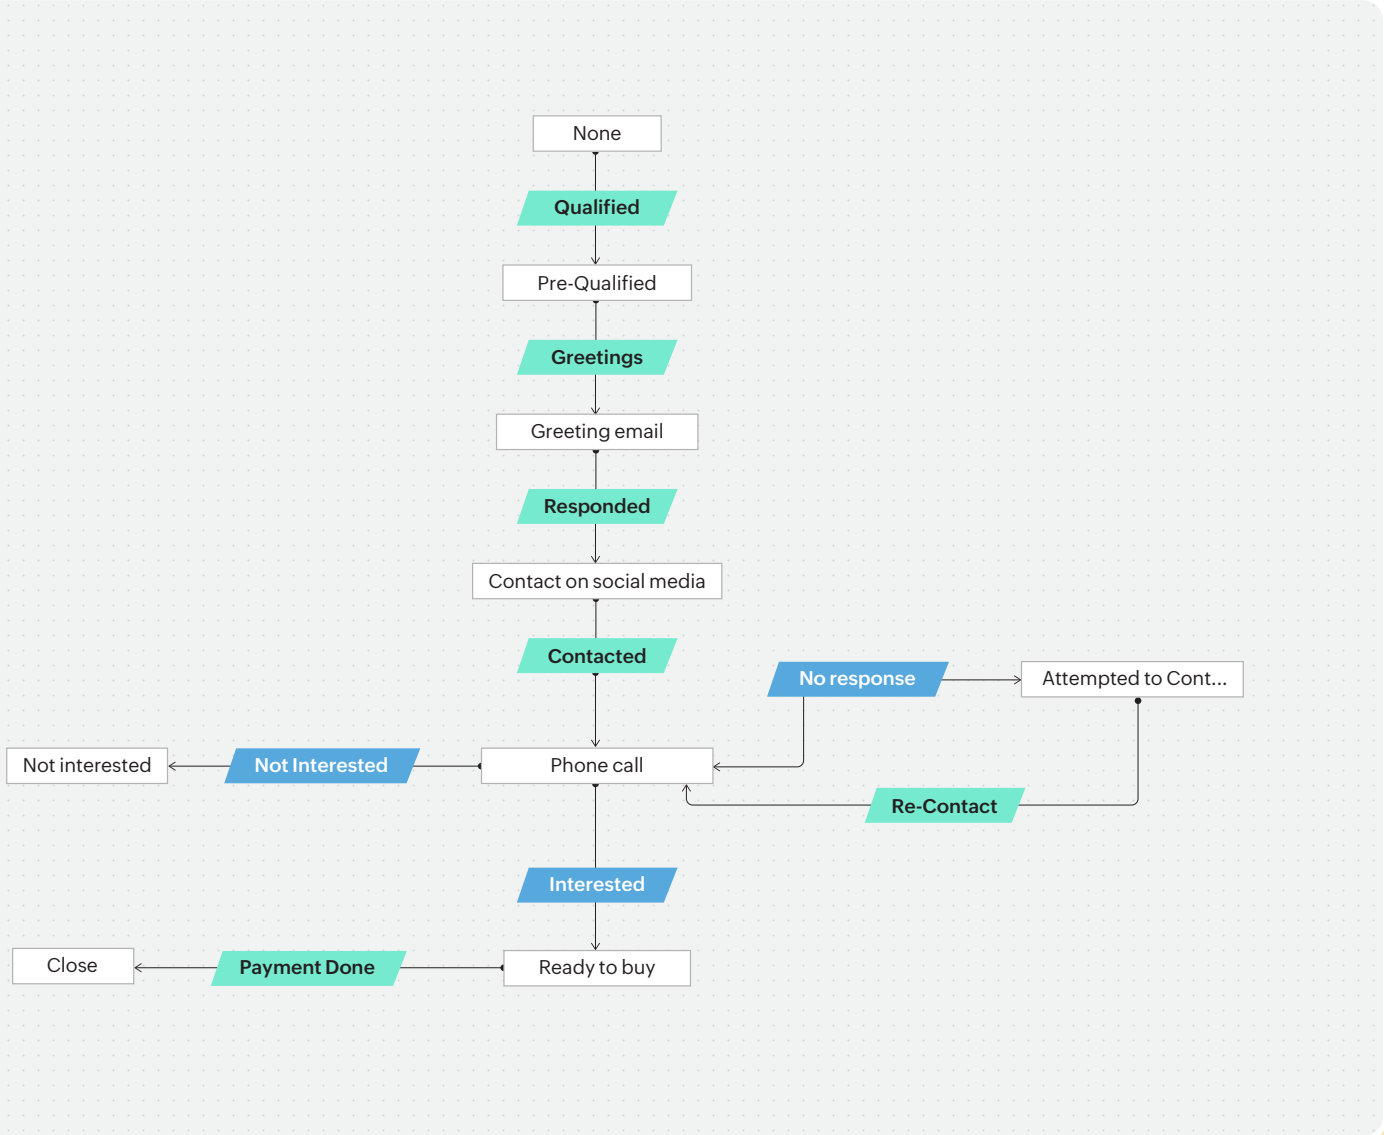 None
Qualified
Pre-Qualified
Greetings
Greeting email
Responded
Contact on social media
Contacted
No response
Attempted to Cont...
Not interested
Not Interested
Phone call
Re-Contact
Interested
Close
Payment Done
Ready to buy